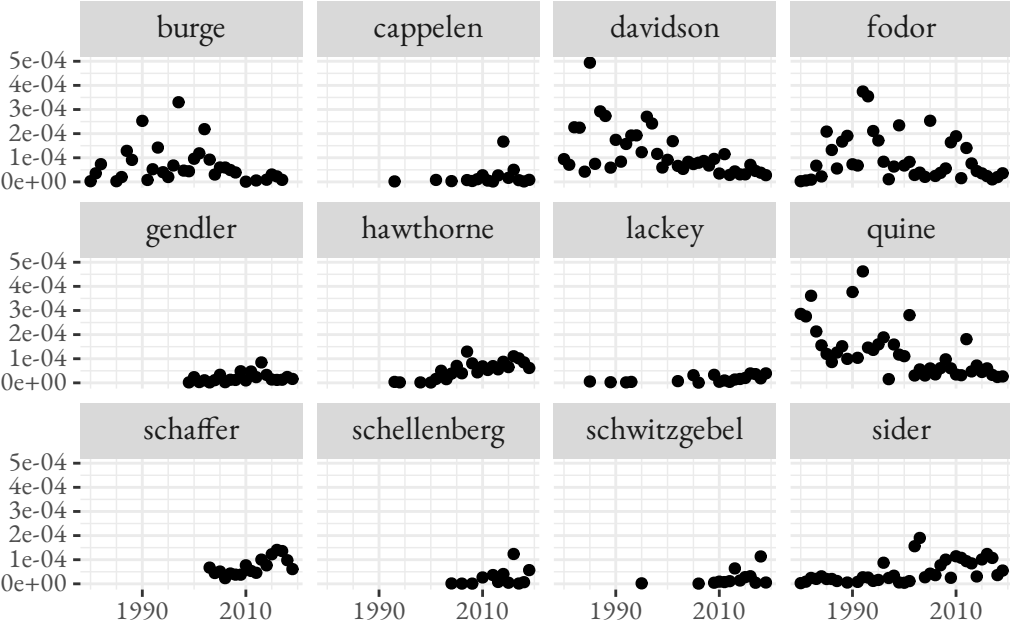 burge cappelen davidson fodor
5e-04
4e-04
3e-04
2e-04
1e-04
0e+00
gendler hawthorne lackey quine
5e-04
4e-04
3e-04
2e-04
1e-04
0e+00
schaffer schellenberg schwitzgebel sider
5e-04
4e-04
3e-04
2e-04
1e-04
0e+00
1990 2010 1990 2010 1990 2010 1990 2010